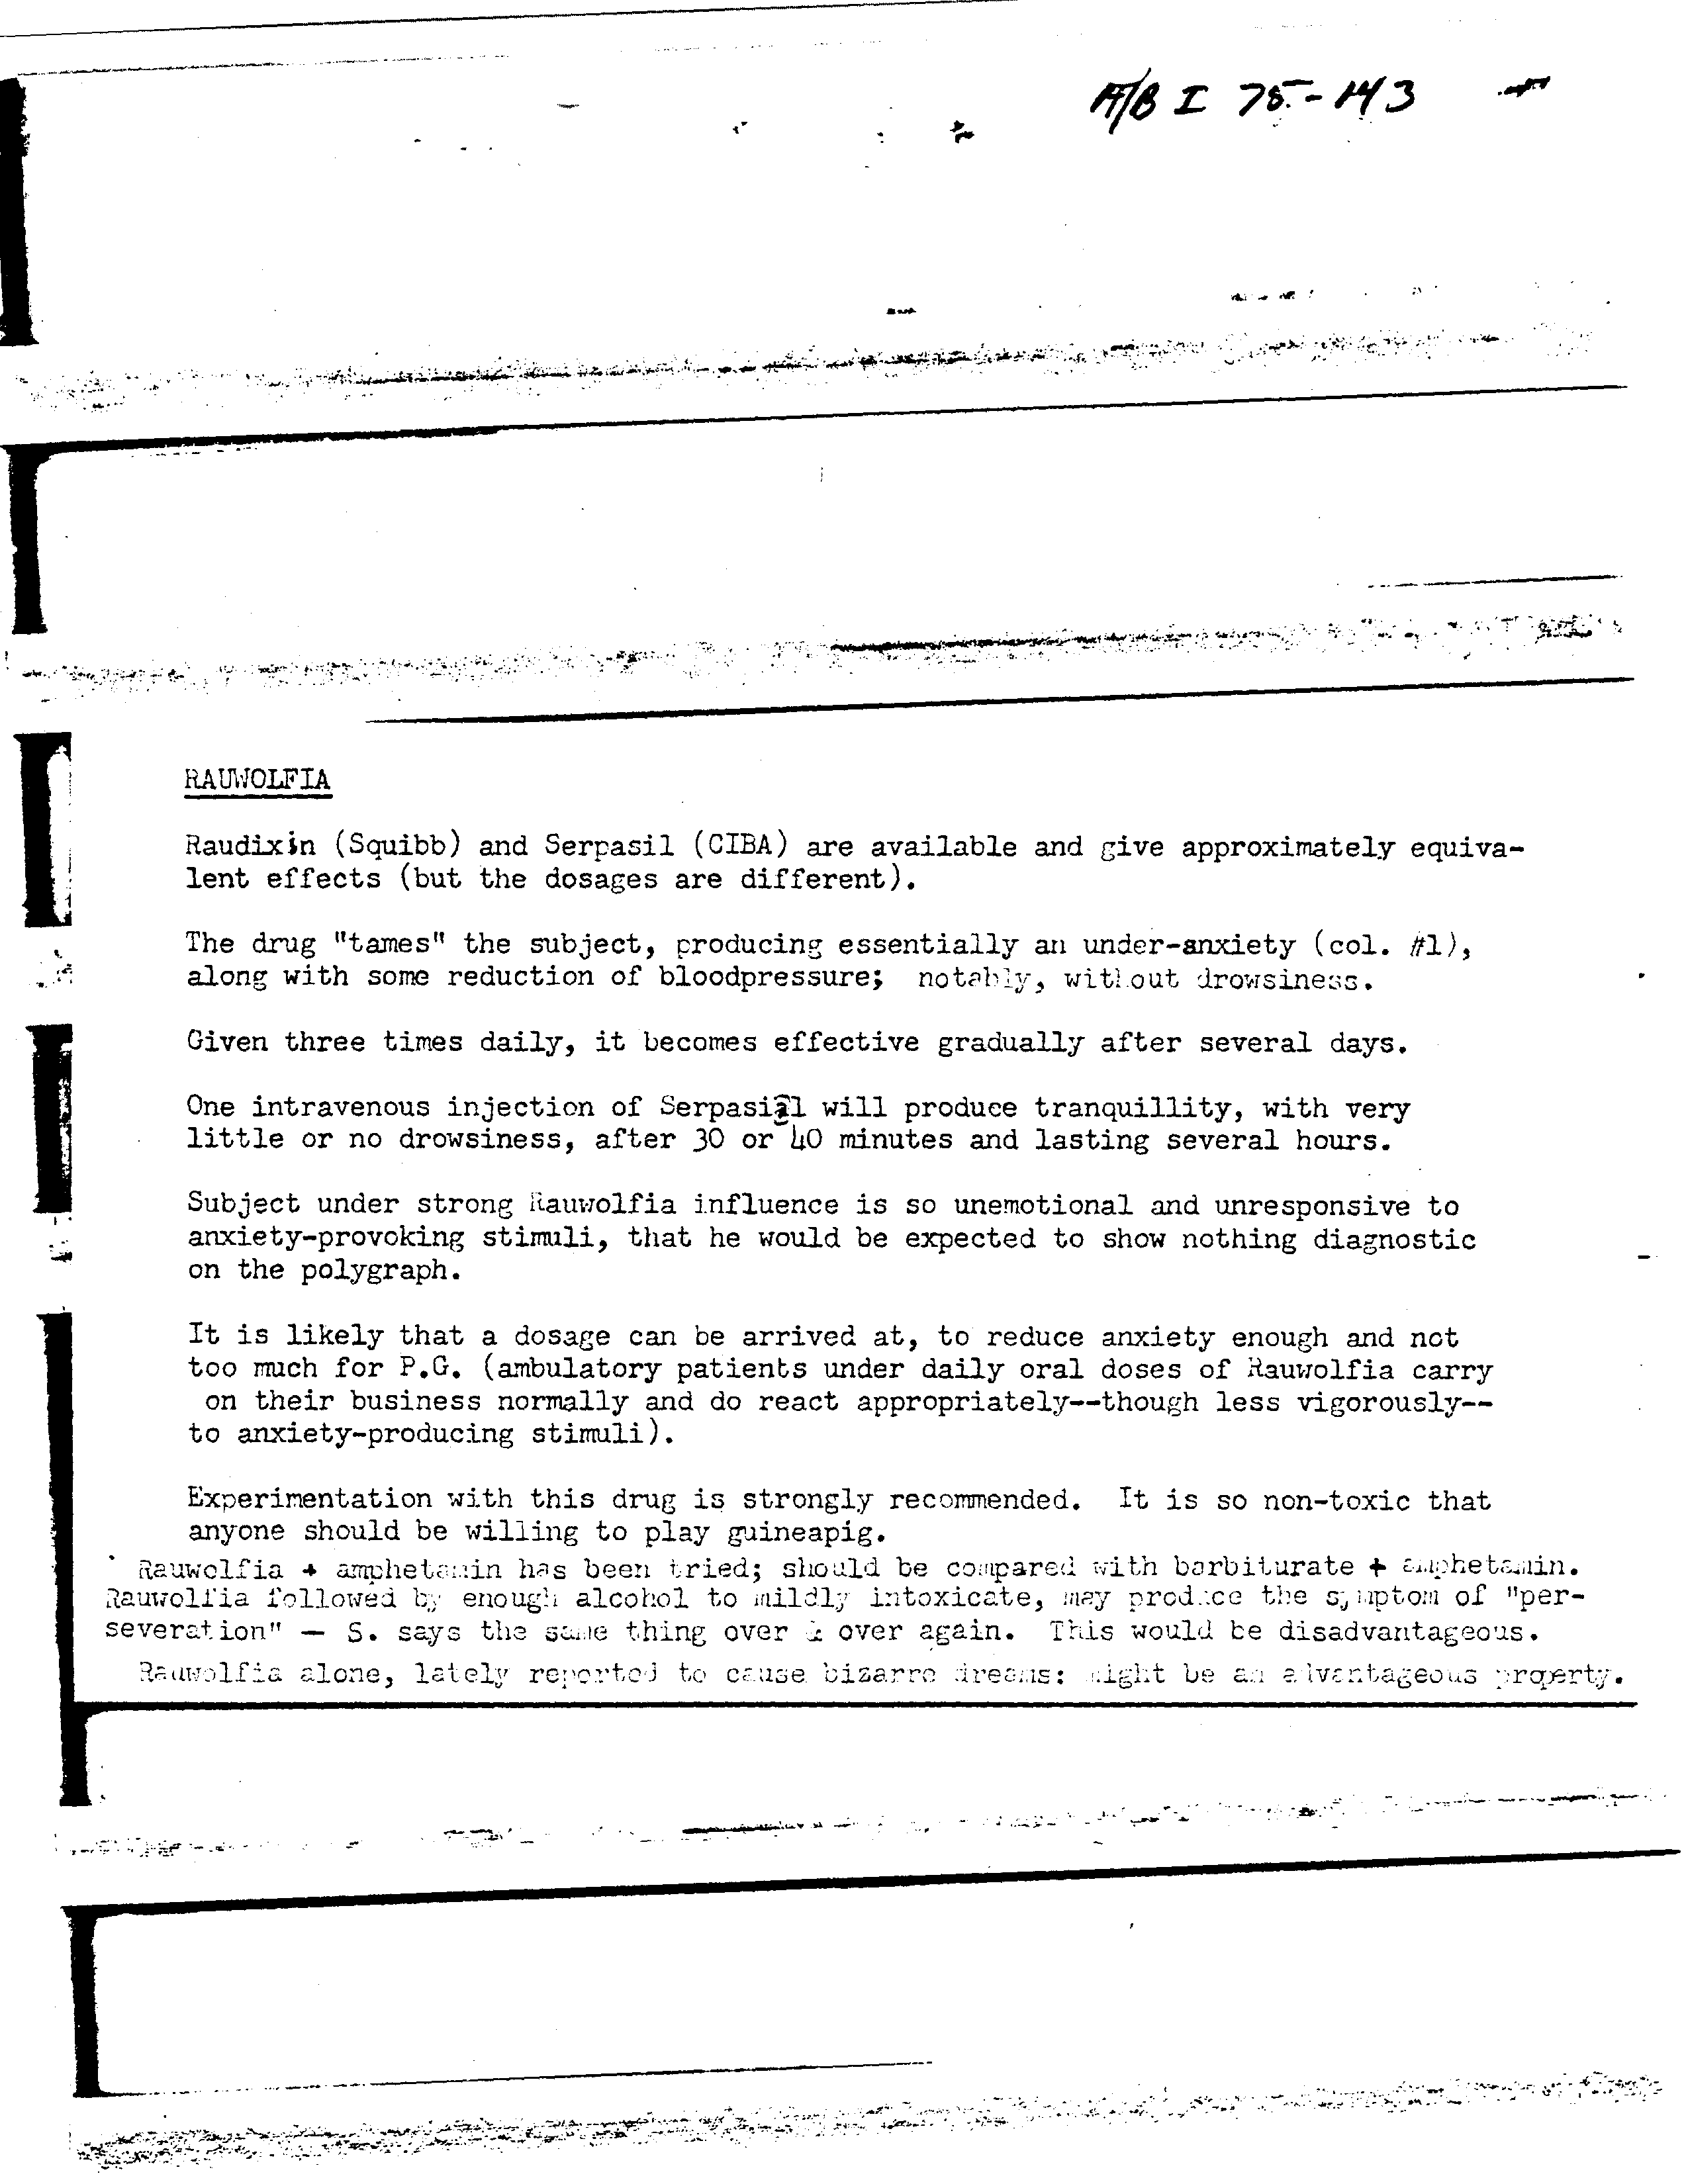 A/B I 75-143
RAUWOLFIA
Raudixin (Squibb) and Serpasil (CIBA) are available and give approximately equiva-
lent effects (but the dosages are different).
The drug "tames" the subject, producing essentially an under-anxiety (col. #1),
along with some reduction of bloodpressure; notably, without drowsiness.
Given three times daily, it becomes effective gradually after several days.
One intravenous injection of Serpasil will produce tranquillity, with very
little or no drowsiness, after 30 or 40 minutes and lasting several hours.
Subject under strong Rauwolfia influence is so unemotional and unresponsive to
anxiety-provoking stimuli, that he would be expected to show nothing diagnostic
on the polygraph.
It is likely that a dosage can be arrived at, to reduce anxiety enough and not
too much for P.G. (ambulatory patients under daily oral doses of Rauwolfia carry
on their business normally and do react appropriately--though less vigorously--
to anxiety-producing stimuli).
Experimentation with this drug is strongly recommended. It is so non-toxic that
anyone should be willing to play guineapig.
Rauwolfia + amphetamin has been tried; should be compared with barbiturate + amphetamin.
Rauwolfia followed by enough alcohol to mildly intoxicate, may produce the symptom of "per-
severation" — S. says the same thing over & over again. This would be disadvantageous.
Rauwolfia alone, lately reported to cause bizarre dreams: might be an advantageous property.